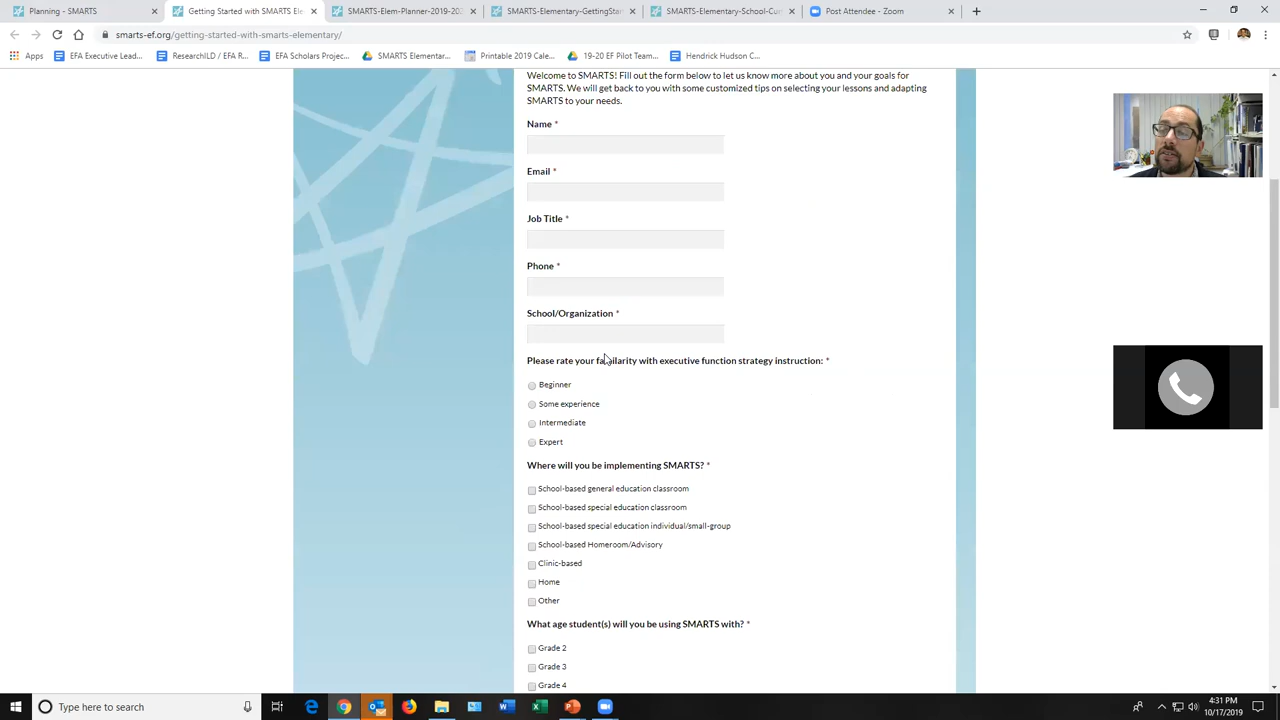 Planning - SMARTS
Getting Started with SMARTS Ele
SMARTS-Elem-Planner-2019-202
SMARTS-Elementary-GettingStar
SMARTS-Elementary-School-Curr
Post Attendee - Zoom
smarts-ef.org/getting-started-with-smarts-elementary/
Apps
EFA Executive Lead...
ResearchILD / EFA R...
EFA Scholars Projec...
SMARTS Elementar...
Printable 2019 Cale...
19-20 EF Pilot Team...
Hendrick Hudson C...
Welcome to SMARTS! Fill out the form below to let us know more about you and your goals for
SMARTS. We will get back to you with some customized tips on selecting your lessons and adapting
SMARTS to your needs.
Name *
Email *
Job Title *
Phone *
School/Organization *
Please rate your familiarity with executive function strategy instruction: *
Beginner
Some experience
Intermediate
Expert
Where will you be implementing SMARTS? *
School-based general education classroom
School-based special education classroom
School-based special education individual/small-group
School-based Homeroom/Advisory
Clinic-based
Home
Other
What age student(s) will you be using SMARTS with? *
Grade 2
Grade 3
Grade 4
Type here to search
4:31 PM
10/17/2019